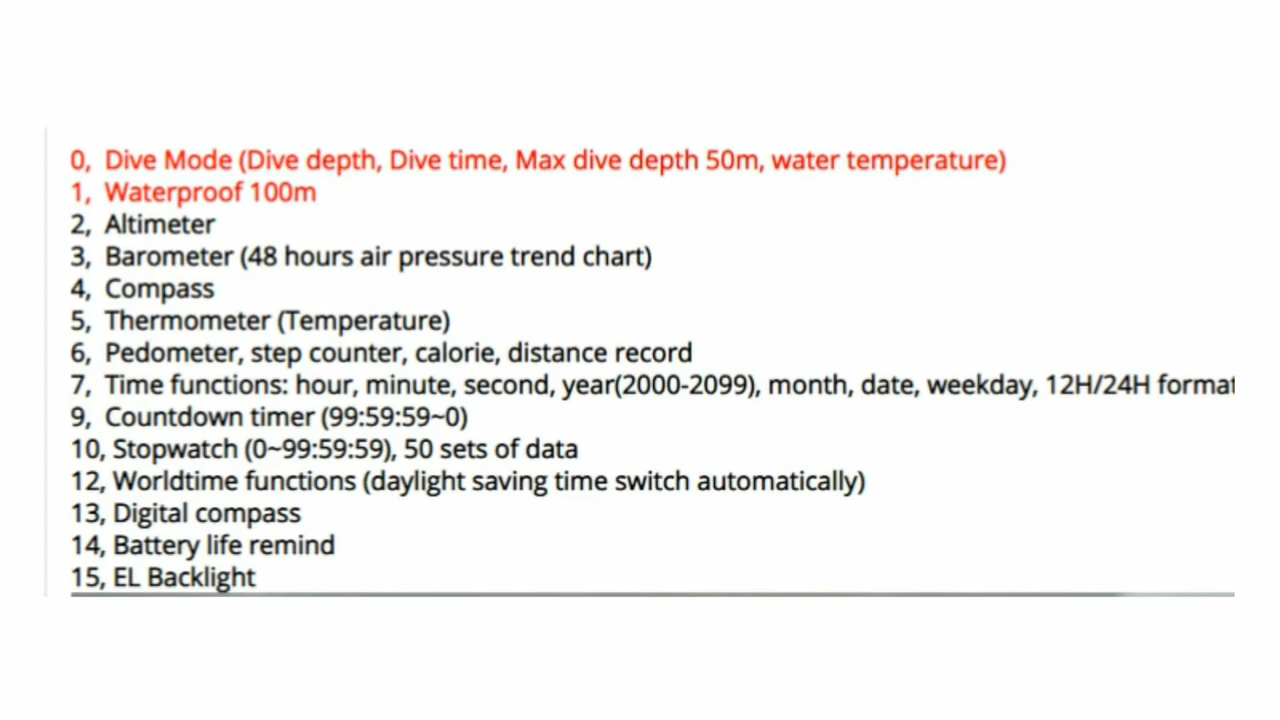 0, Dive Mode (Dive depth, Dive time, Max dive depth 50m, water temperature)
1, Waterproof 100m
2, Altimeter
3, Barometer (48 hours air pressure trend chart)
4, Compass
5, Thermometer (Temperature)
6, Pedometer, step counter, calorie, distance record
7, Time functions: hour, minute, second, year(2000-2099), month, date, weekday, 12H/24H format
9, Countdown timer (99:59:59~0)
10, Stopwatch (0~99:59:59), 50 sets of data
12, Worldtime functions (daylight saving time switch automatically)
13, Digital compass
14, Battery life remind
15, EL Backlight